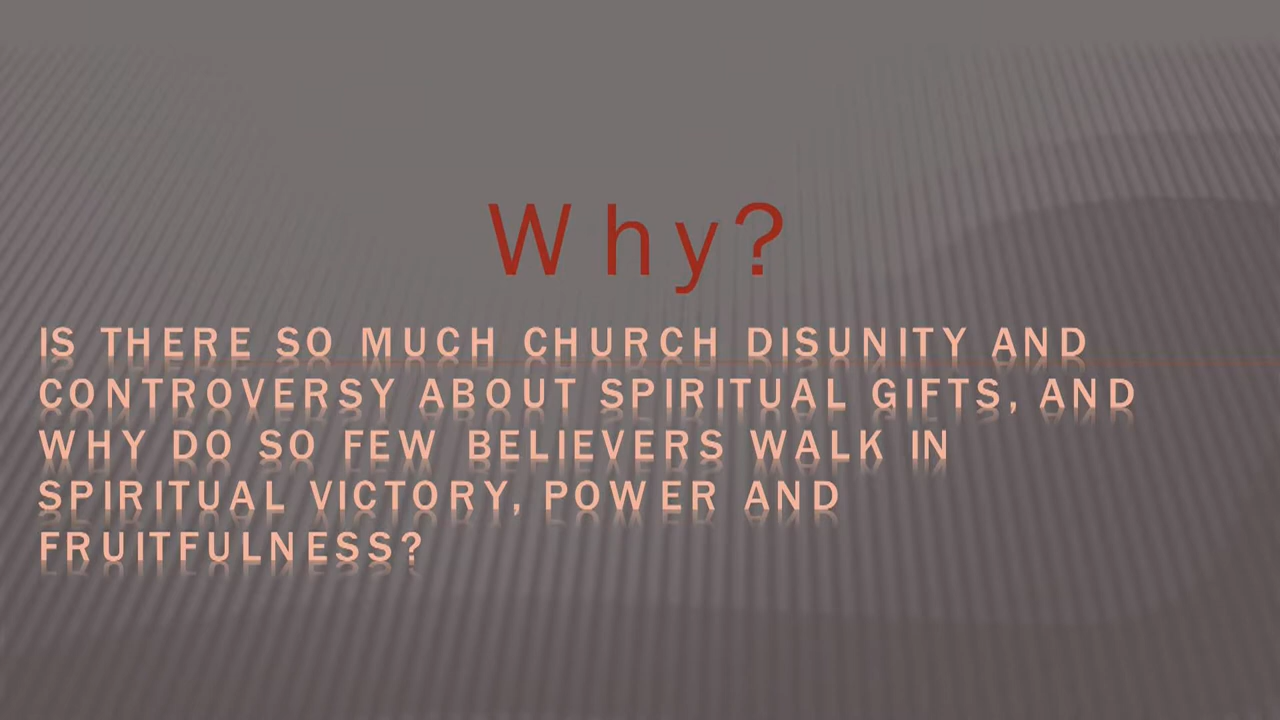 Why?
IS THERE SO MUCH CHURCH DISUNITY AND
CONTROVERSY ABOUT SPIRITUAL GIFTS, AND
WHY DO SO FEW BELIEVERS WALK IN
SPIRITUAL VICTORY, POWER AND
FRUITFULNESS?